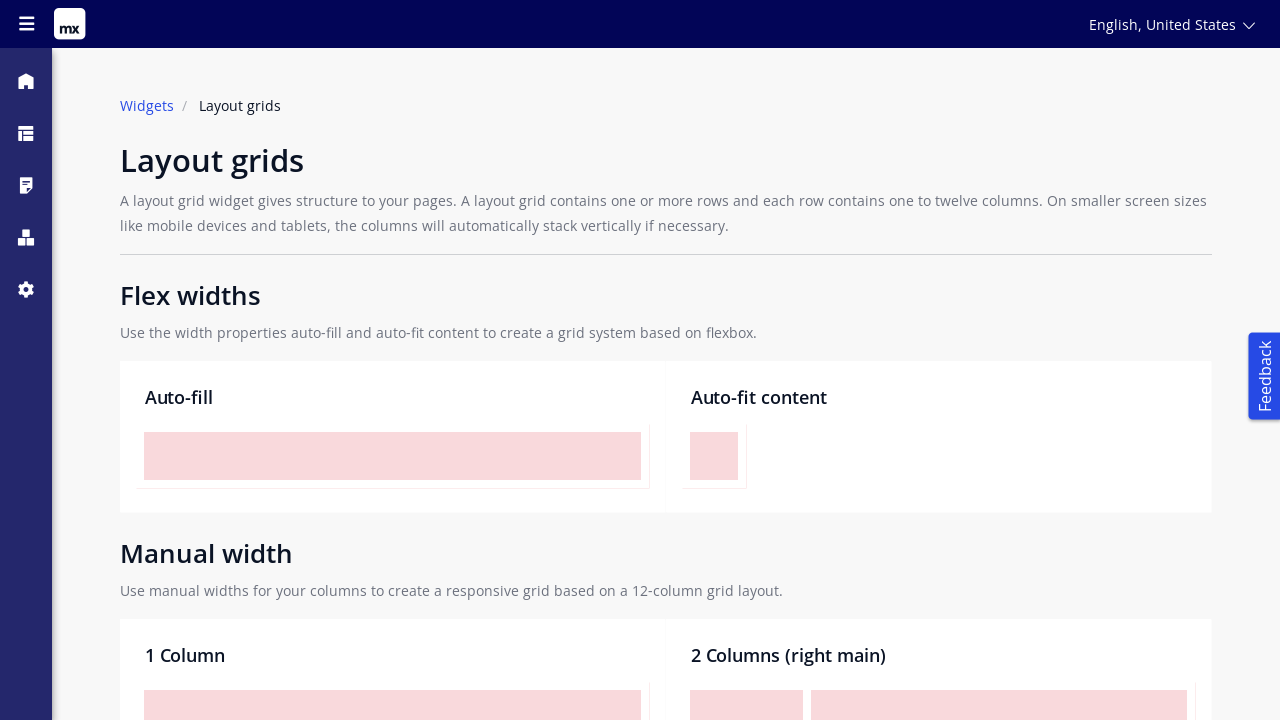 mx
English, United States
Widgets / Layout grids
Layout grids
A layout grid widget gives structure to your pages. A layout grid contains one or more rows and each row contains one to twelve columns. On smaller screen sizes
like mobile devices and tablets, the columns will automatically stack vertically if necessary.
Flex widths
Use the width properties auto-fill and auto-fit content to create a grid system based on flexbox.
Feedback
Auto-fill
Auto-fit content
Manual width
Use manual widths for your columns to create a responsive grid based on a 12-column grid layout.
1 Column
2 Columns (right main)